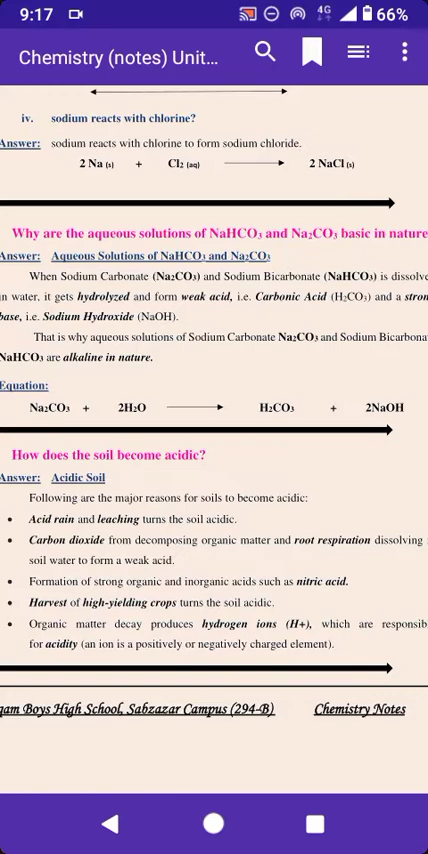 9:17 4G 66%
Chemistry (notes) Unit...
iv. sodium reacts with chlorine?
Answer: sodium reacts with chlorine to form sodium chloride.
2 Na (s) + Cl₂ (aq) → 2 NaCl (s)
Why are the aqueous solutions of NaHCO₃ and Na₂CO₃ basic in nature
Answer: Aqueous Solutions of NaHCO₃ and Na₂CO₃
When Sodium Carbonate (Na₂CO₃) and Sodium Bicarbonate (NaHCO₃) is dissolve
in water, it gets hydrolyzed and form weak acid, i.e. Carbonic Acid (H₂CO₃) and a stron
base, i.e. Sodium Hydroxide (NaOH).
That is why aqueous solutions of Sodium Carbonate Na₂CO₃ and Sodium Bicarbonat
NaHCO₃ are alkaline in nature.
Equation:
Na₂CO₃ + 2H₂O → H₂CO₃ + 2NaOH
How does the soil become acidic?
Answer: Acidic Soil
Following are the major reasons for soils to become acidic:
• Acid rain and leaching turns the soil acidic.
• Carbon dioxide from decomposing organic matter and root respiration dissolving
soil water to form a weak acid.
• Formation of strong organic and inorganic acids such as nitric acid.
• Harvest of high-yielding crops turns the soil acidic.
• Organic matter decay produces hydrogen ions (H+), which are responsib
for acidity (an ion is a positively or negatively charged element).
qam Boys High School, Sabzazar Campus (294-B) Chemistry Notes